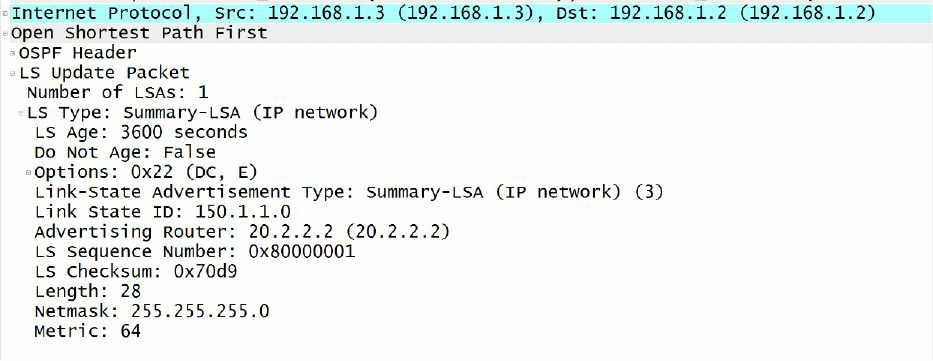 Internet Protocol, Src: 192.168.1.3 (192.168.1.3), Dst: 192.168.1.2 (192.168.1.2)
Open Shortest Path First
OSPF Header
LS Update Packet
Number of LSAs: 1
LS Type: Summary-LSA (IP network)
LS Age: 3600 seconds
Do Not Age: False
Options: 0x22 (DC, E)
Link-State Advertisement Type: Summary-LSA (IP network) (3)
Link State ID: 150.1.1.0
Advertising Router: 20.2.2.2 (20.2.2.2)
LS Sequence Number: 0x80000001
LS Checksum: 0x70d9
Length: 28
Netmask: 255.255.255.0
Metric: 64